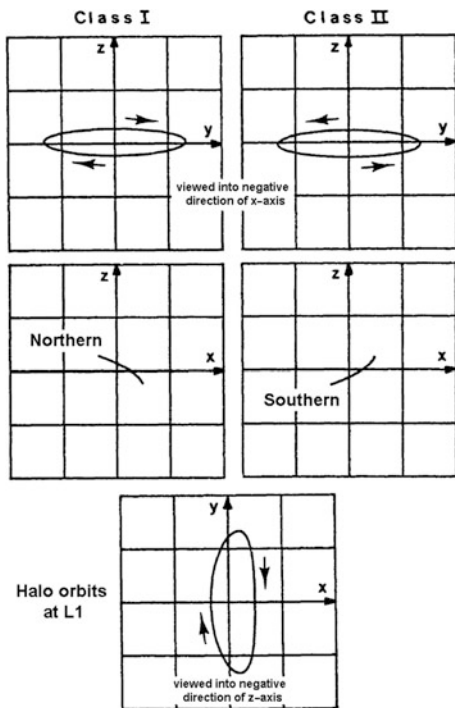 Class I
Class II
z
z
y
y
viewed into negative
direction of x-axis
z
z
Northern
x
x
Southern
y
Halo orbits
at L1
x
viewed into negative
direction of z-axis